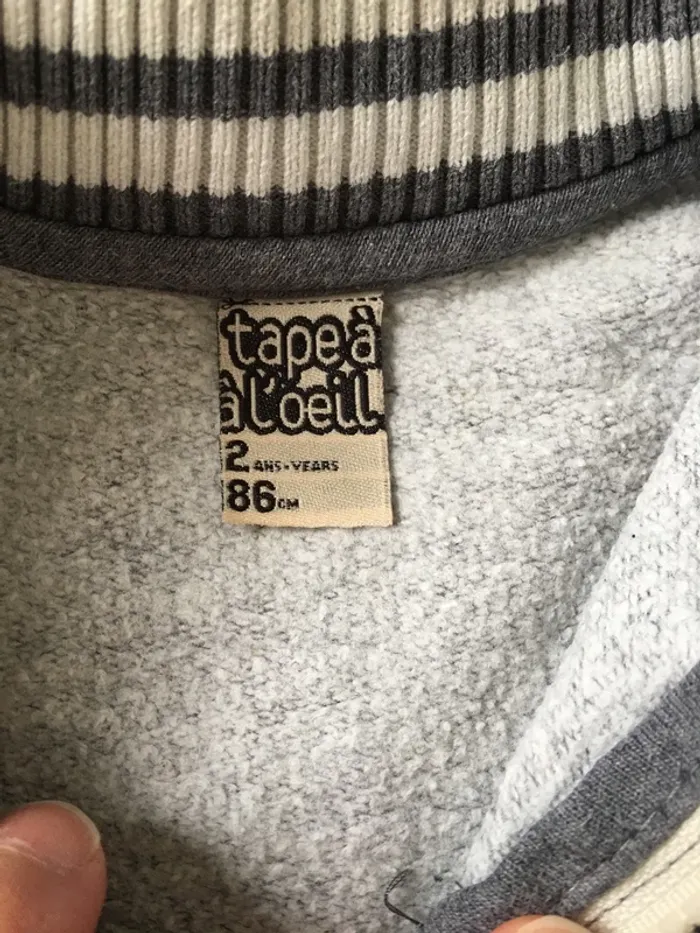 tape à
à l'oeil
2 ANS-YEARS
86 CM